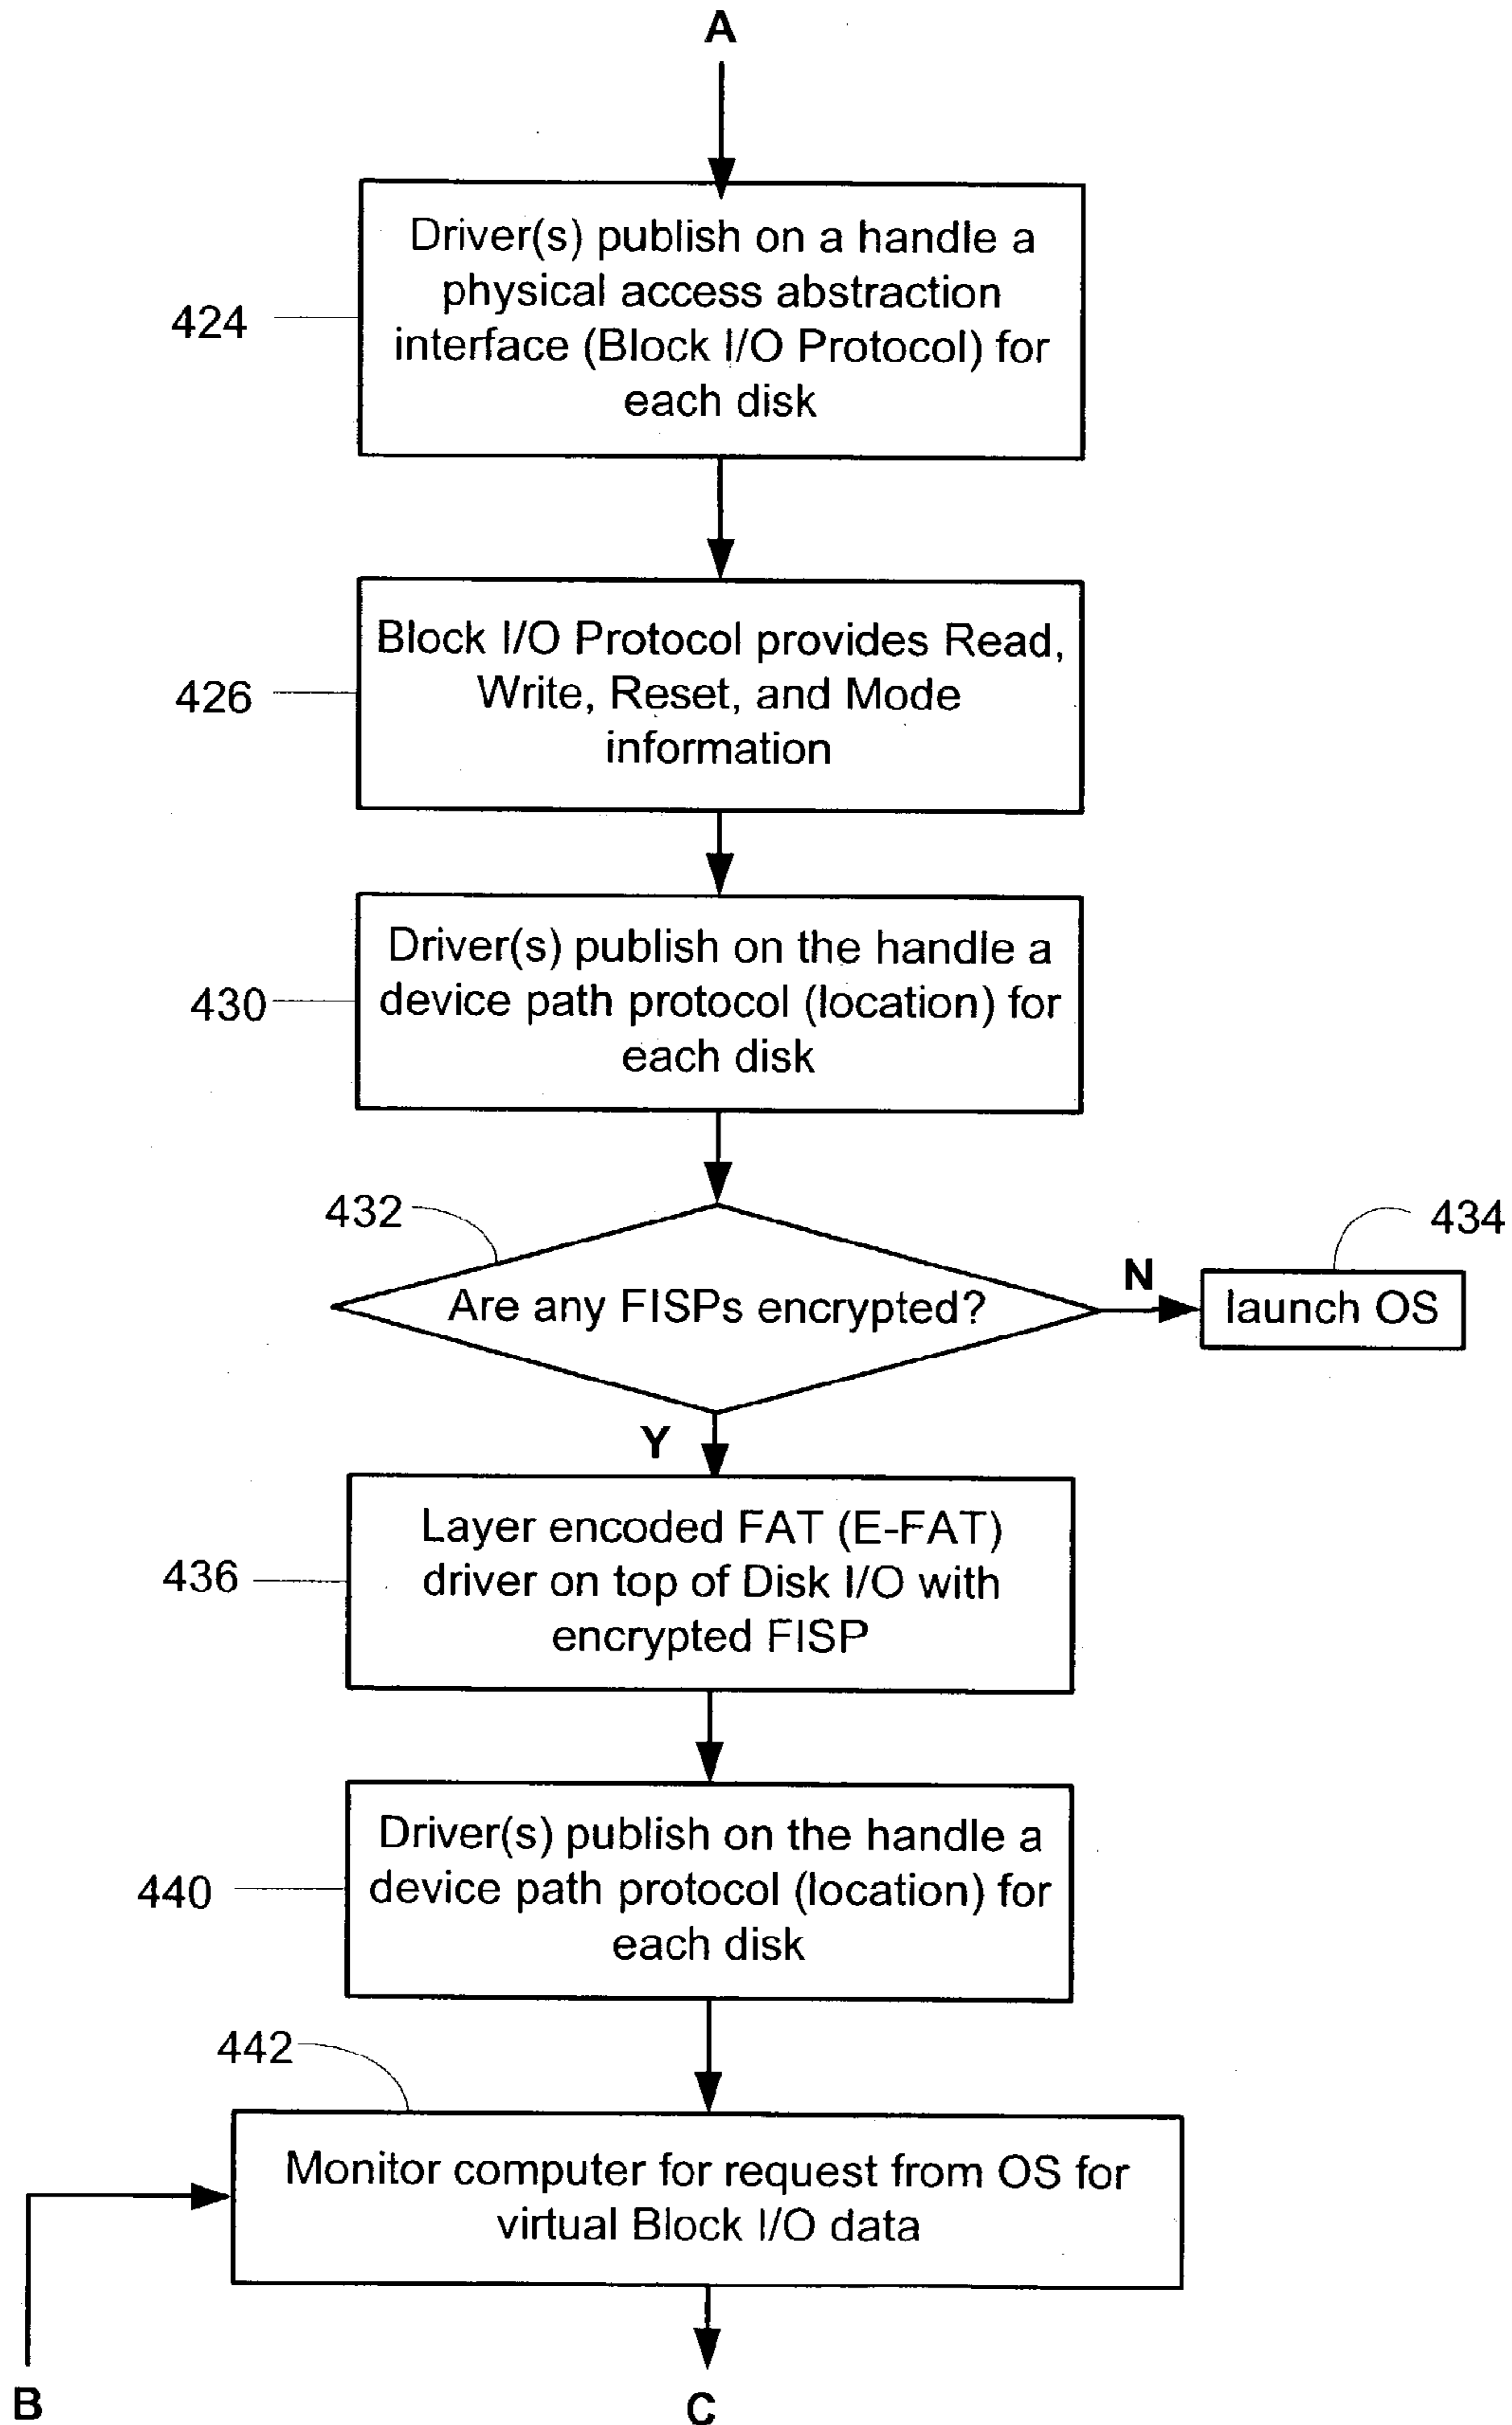 A
Driver(s) publish on a handle a
physical access abstraction
interface (Block I/O Protocol) for
each disk
424
Block I/O Protocol provides Read,
Write, Reset, and Mode
information
426
Driver(s) publish on the handle a
device path protocol (location) for
each disk
430
432
Are any FISPs encrypted?
N
434
launch OS
Y
Layer encoded FAT (E-FAT)
driver on top of Disk I/O with
encrypted FISP
436
Driver(s) publish on the handle a
device path protocol (location) for
each disk
440
442
Monitor computer for request from OS for
virtual Block I/O data
B
C